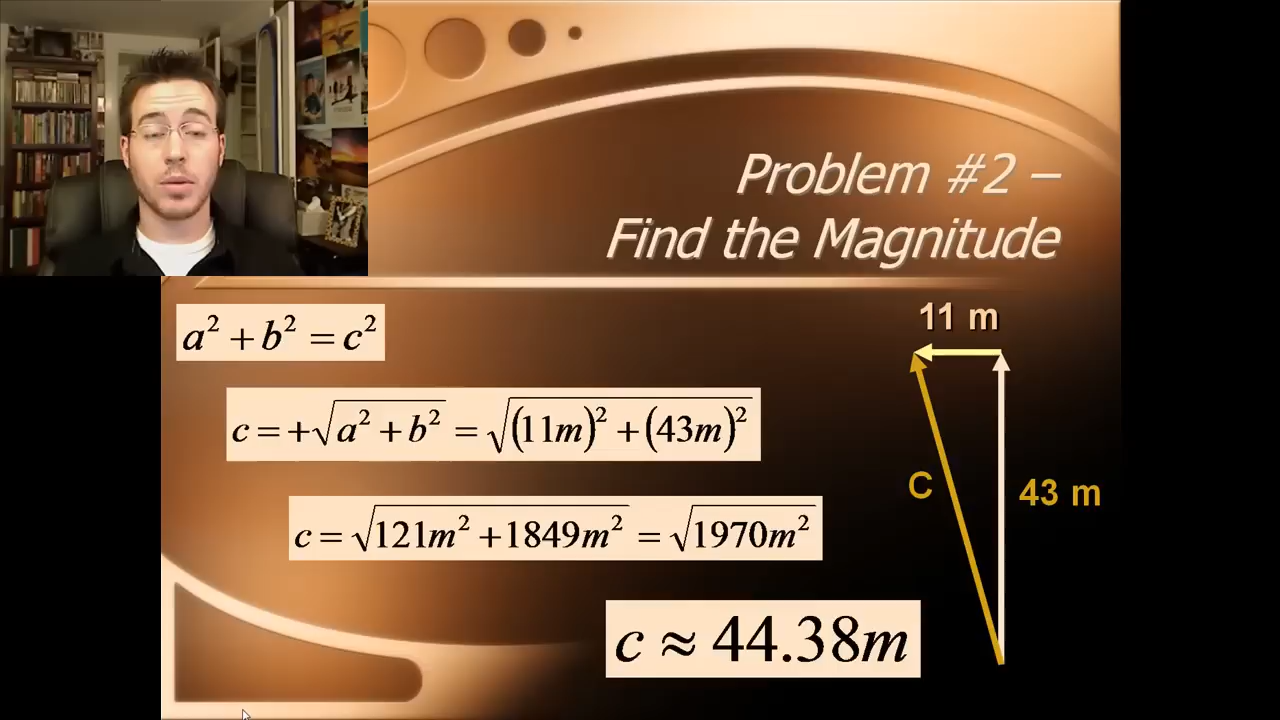 Problem #2 –
Find the Magnitude
a² + b² = c²
c = +√(a² + b²) = √((11m)² + (43m)²)
c = √(121m² + 1849m²) = √(1970m²)
c ≈ 44.38m
11 m
C
43 m